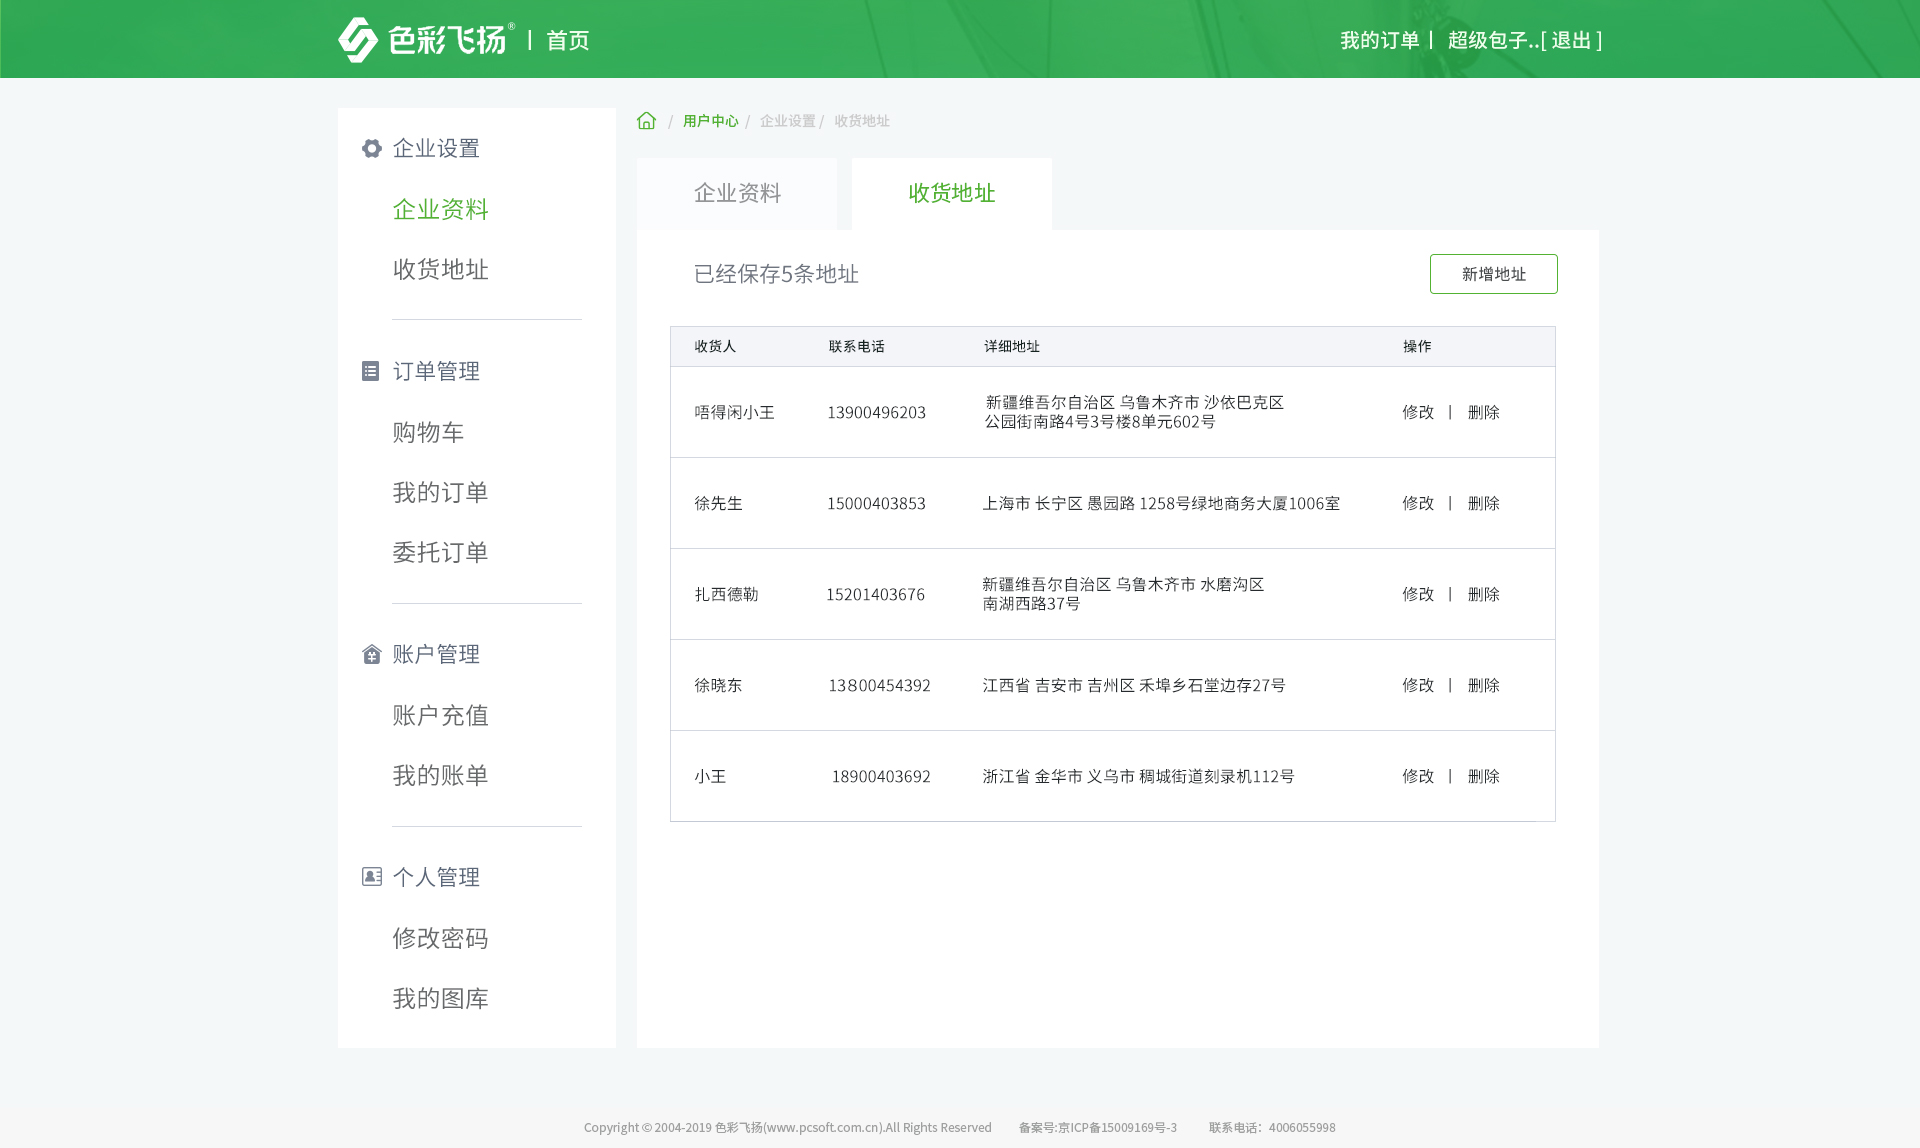 色彩飞扬® | 首页
我的订单 | 超级包子..[ 退出 ]
/ 用户中心 / 企业设置 / 收货地址
企业设置
企业资料
收货地址
订单管理
购物车
我的订单
委托订单
账户管理
账户充值
我的账单
个人管理
修改密码
我的图库
企业资料 收货地址
已经保存5条地址
新增地址
收货人 联系电话 详细地址 操作
唔得闲小王 13900496203 新疆维吾尔自治区 乌鲁木齐市 沙依巴克区
公园街南路4号3号楼8单元602号 修改 | 删除
徐先生 15000403853 上海市 长宁区 愚园路 1258号绿地商务大厦1006室 修改 | 删除
扎西德勒 15201403676 新疆维吾尔自治区 乌鲁木齐市 水磨沟区
南湖西路37号 修改 | 删除
徐晓东 13800454392 江西省 吉安市 吉州区 禾埠乡石堂边存27号 修改 | 删除
小王 18900403692 浙江省 金华市 义乌市 稠城街道刻录机112号 修改 | 删除
Copyright © 2004-2019 色彩飞扬(www.pcsoft.com.cn).All Rights Reserved 备案号:京ICP备15009169号-3 联系电话：4006055998